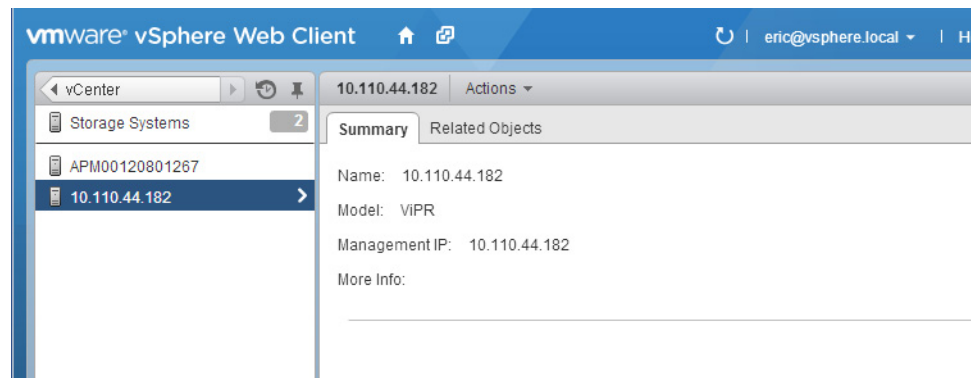 vmware® vSphere Web Client
eric@vsphere.local
H
vCenter
Storage Systems 2
APM00120801267
10.110.44.182
10.110.44.182 Actions
Summary Related Objects
Name: 10.110.44.182
Model: ViPR
Management IP: 10.110.44.182
More Info: